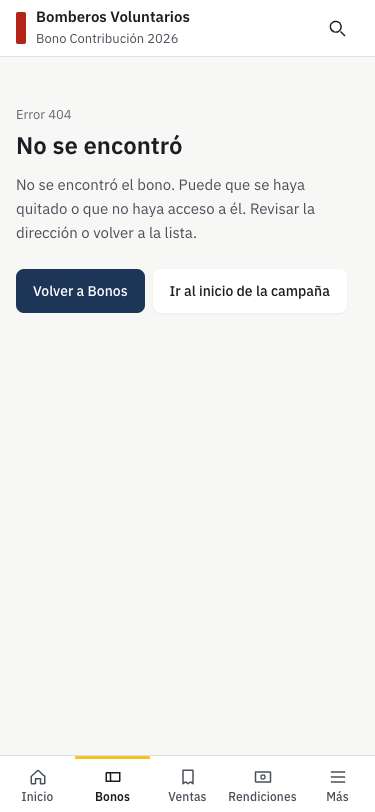 Bomberos Voluntarios
Bono Contribución 2026
Error 404
No se encontró
No se encontró el bono. Puede que se haya
quitado o que no haya acceso a él. Revisar la
dirección o volver a la lista.
Volver a Bonos
Ir al inicio de la campaña
Inicio
Bonos
Ventas
Rendiciones
Más